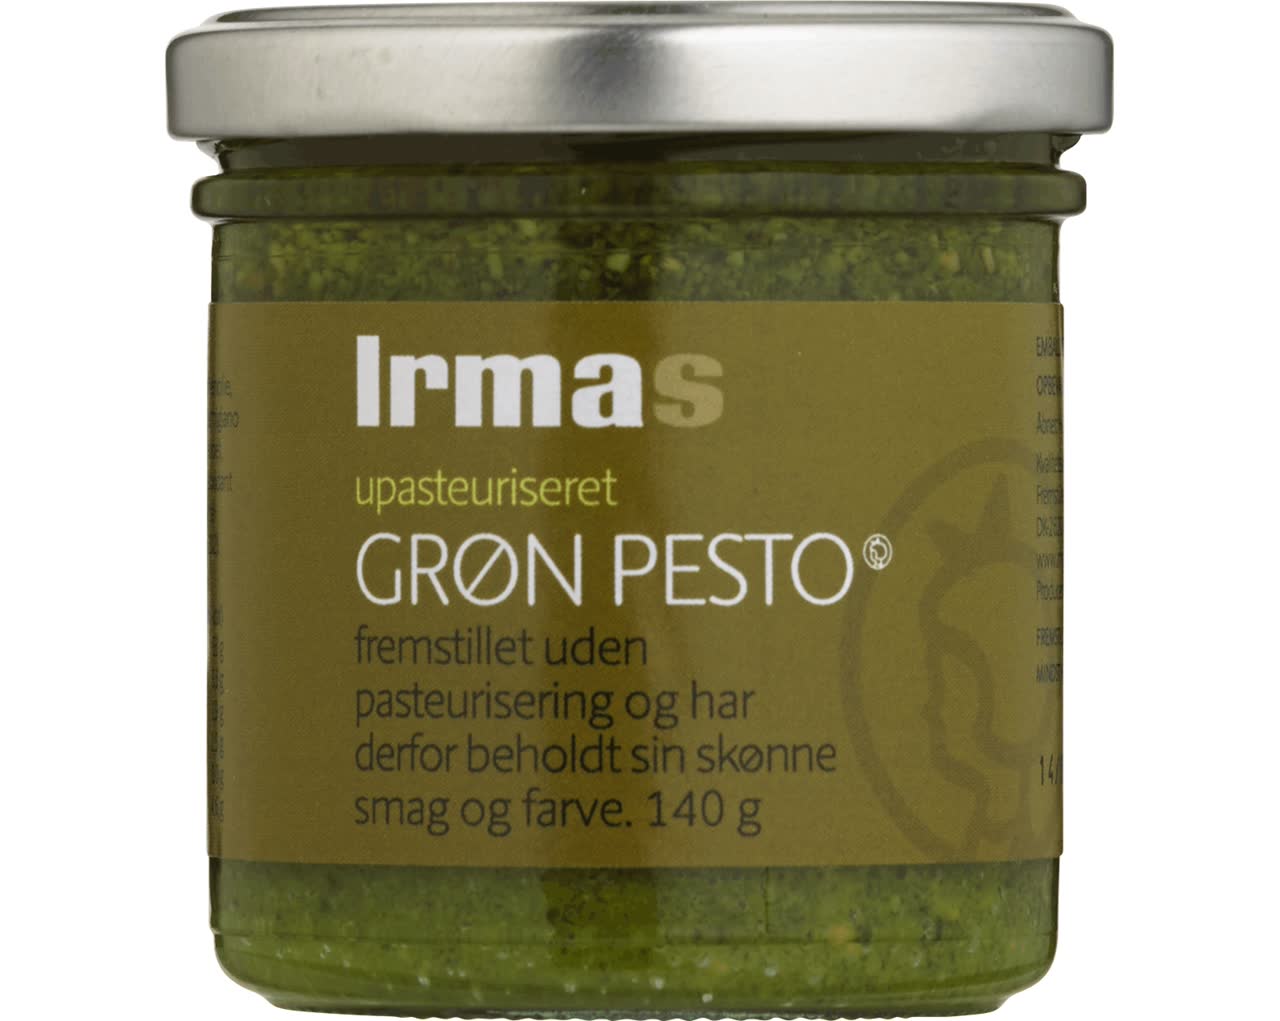 Irmas
upasteuriseret
GRØN PESTO
fremstillet uden
pasteurisering og har
derfor beholdt sin skønne
smag og farve. 140 g